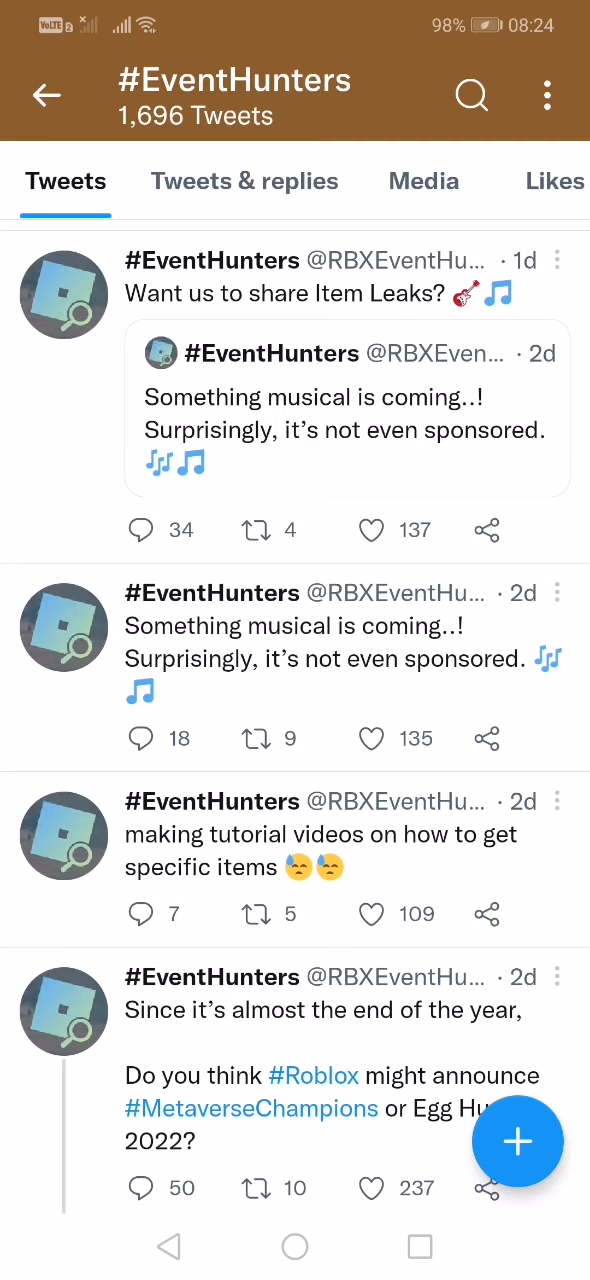 VoLTE 2 98% 08:24
#EventHunters
1,696 Tweets
Tweets Tweets & replies Media Likes
#EventHunters @RBXEventHu... · 1d
Want us to share Item Leaks? 🎸🎵
#EventHunters @RBXEven... · 2d
Something musical is coming..!
Surprisingly, it’s not even sponsored.
🎶🎵
34 4 137
#EventHunters @RBXEventHu... · 2d
Something musical is coming..!
Surprisingly, it’s not even sponsored. 🎶
🎵
18 9 135
#EventHunters @RBXEventHu... · 2d
making tutorial videos on how to get
specific items 😓😓
7 5 109
#EventHunters @RBXEventHu... · 2d
Since it’s almost the end of the year,
Do you think #Roblox might announce
#MetaverseChampions or Egg Hu
2022?
50 10 237